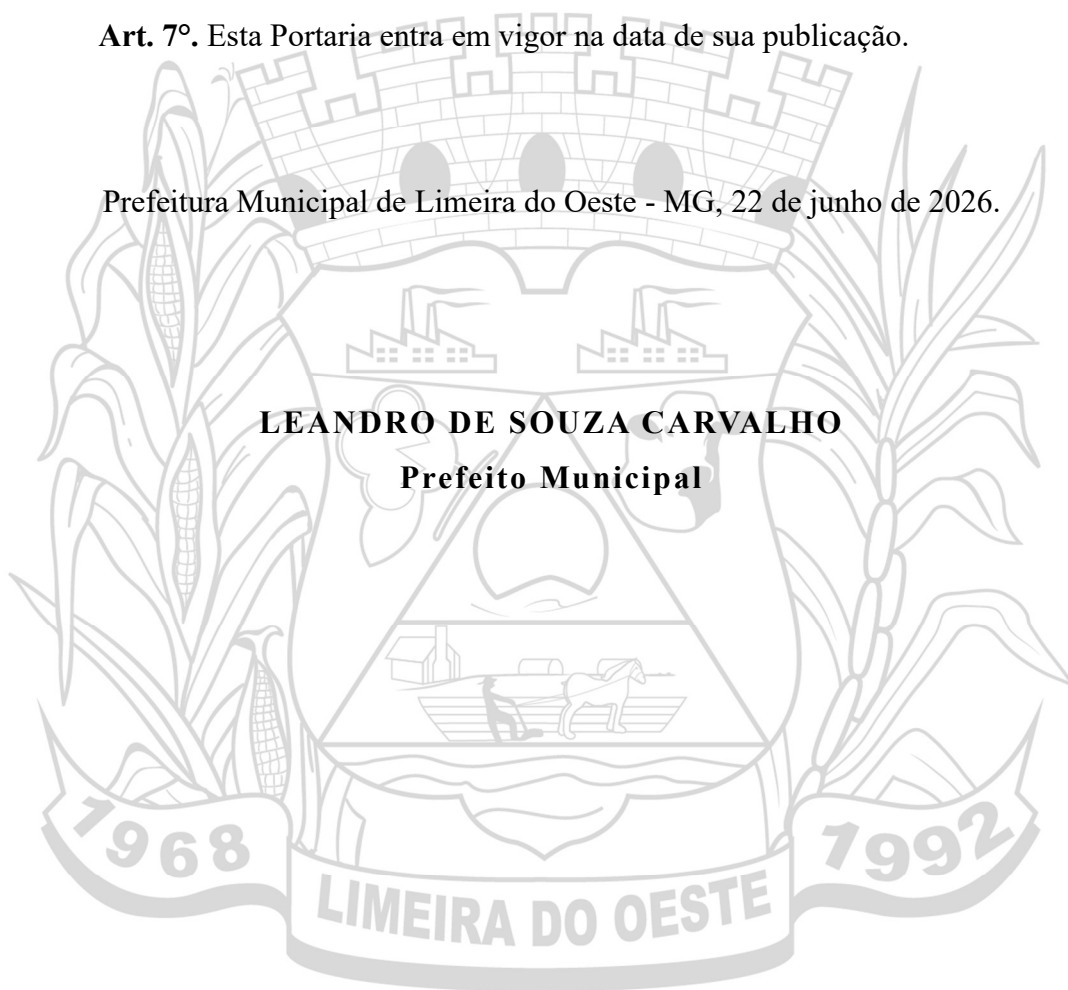 Art. 7°. Esta Portaria entra em vigor na data de sua publicação.
Prefeitura Municipal de Limeira do Oeste - MG, 22 de junho de 2026.
LEANDRO DE SOUZA CARVALHO
Prefeito Municipal
1968
1992
LIMEIRA DO OESTE